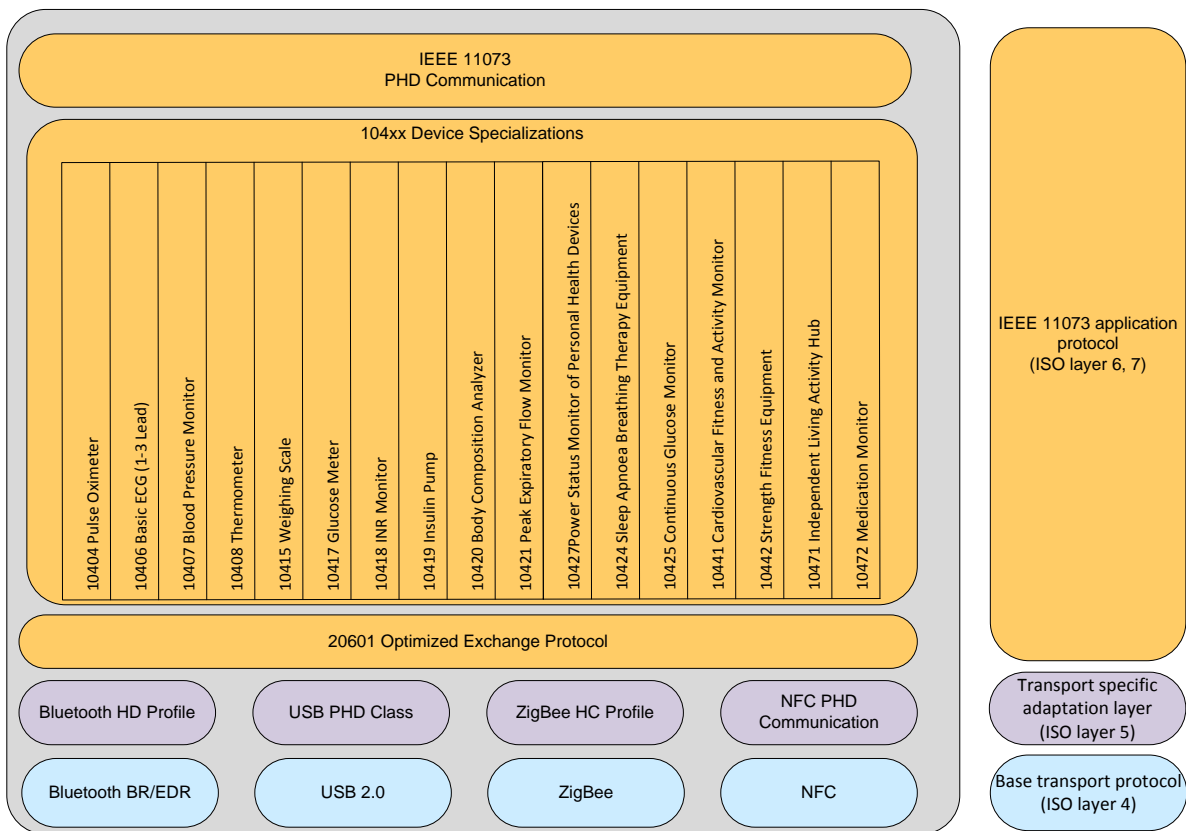 IEEE 11073
PHD Communication
104xx Device Specializations
10404 Pulse Oximeter
10406 Basic ECG (1-3 Lead)
10407 Blood Pressure Monitor
10408 Thermometer
10415 Weighing Scale
10417 Glucose Meter
10418 INR Monitor
10419 Insulin Pump
10420 Body Composition Analyzer
10421 Peak Expiratory Flow Monitor
10427Power Status Monitor of Personal Health Devices
10424 Sleep Apnoea Breathing Therapy Equipment
10425 Continuous Glucose Monitor
10441 Cardiovascular Fitness and Activity Monitor
10442 Strength Fitness Equipment
10471 Independent Living Activity Hub
10472 Medication Monitor
20601 Optimized Exchange Protocol
Bluetooth HD Profile
USB PHD Class
ZigBee HC Profile
NFC PHD
Communication
Bluetooth BR/EDR
USB 2.0
ZigBee
NFC
IEEE 11073 application
protocol
(ISO layer 6, 7)
Transport specific
adaptation layer
(ISO layer 5)
Base transport protocol
(ISO layer 4)